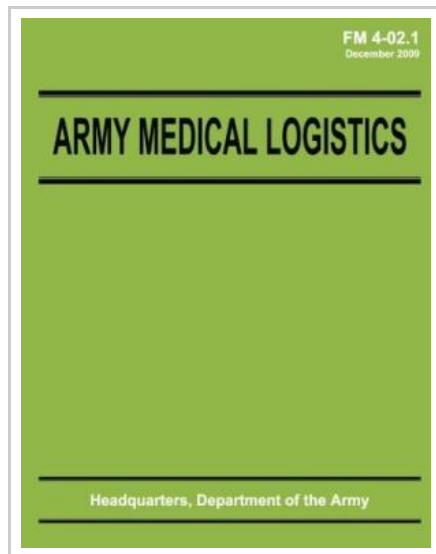 FM 4-02.1
December 2009
ARMY MEDICAL LOGISTICS
Headquarters, Department of the Army